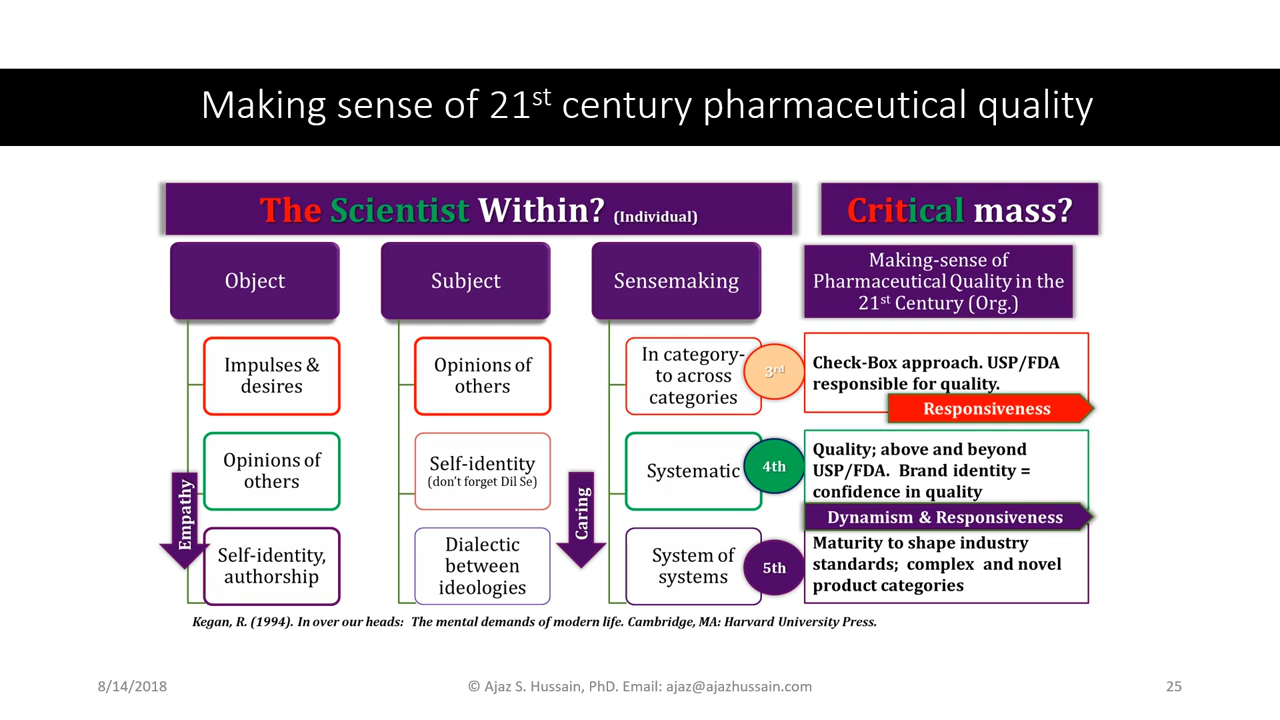 Making sense of 21st century pharmaceutical quality
The Scientist Within? (Individual)
Critical mass?
Object
Subject
Sensemaking
Making-sense of
Pharmaceutical Quality in the
21st Century (Org.)
Impulses &
desires
Opinions of
others
In category-
to across
categories
3rd
Check-Box approach. USP/FDA
responsible for quality.
Responsiveness
Opinions of
others
Self-identity
(don't forget Dil Se)
Systematic
4th
Quality; above and beyond
USP/FDA. Brand identity =
confidence in quality
Dynamism & Responsiveness
Empathy
Self-identity,
authorship
Dialectic
between
ideologies
Caring
System of
systems
5th
Maturity to shape industry
standards; complex and novel
product categories
Kegan, R. (1994). In over our heads: The mental demands of modern life. Cambridge, MA: Harvard University Press.
8/14/2018
© Ajaz S. Hussain, PhD. Email: ajaz@ajazhussain.com
25